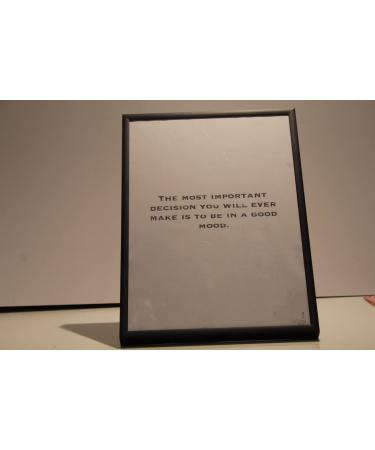 The most important
decision you will ever
make is to be in a good
mood.